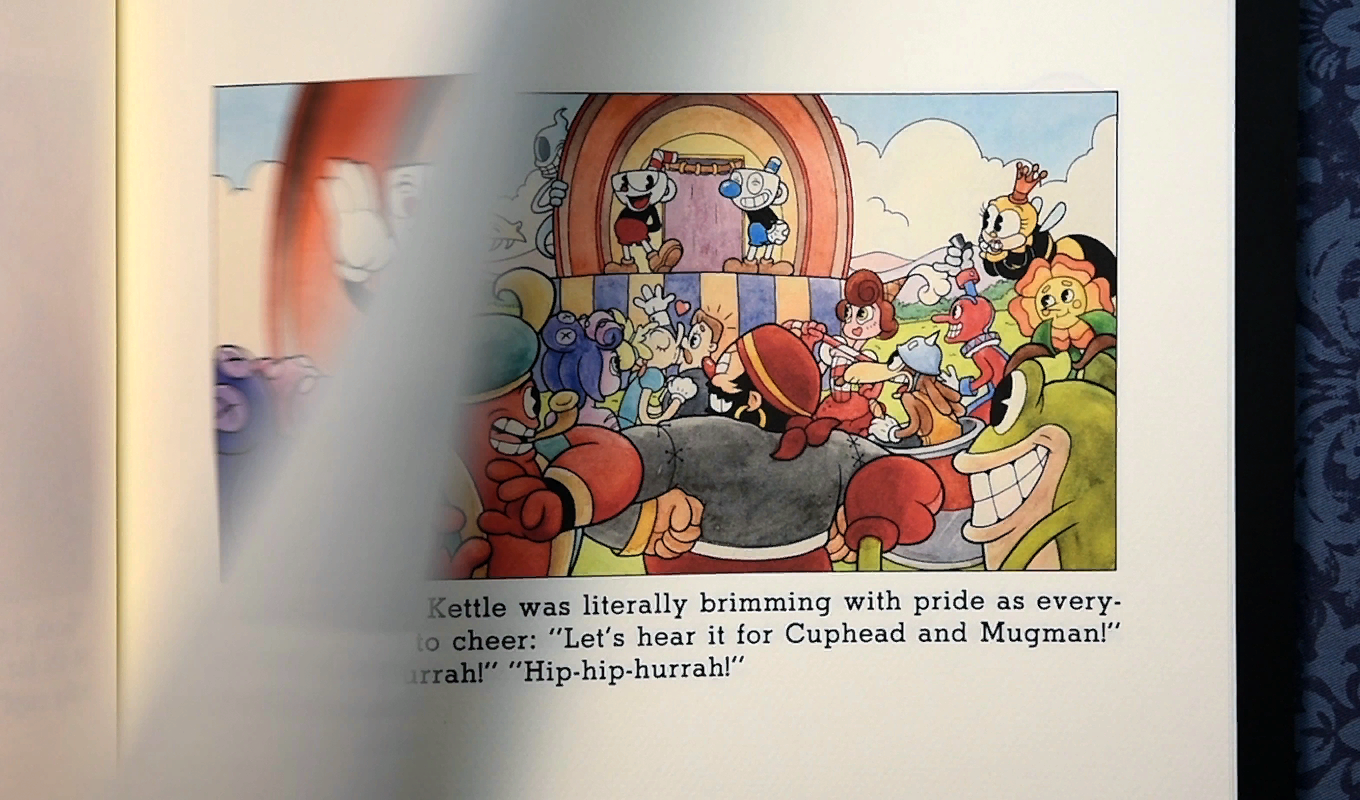 Kettle was literally brimming with pride as every-
to cheer: "Let's hear it for Cuphead and Mugman!"
urrah!" "Hip-hip-hurrah!"